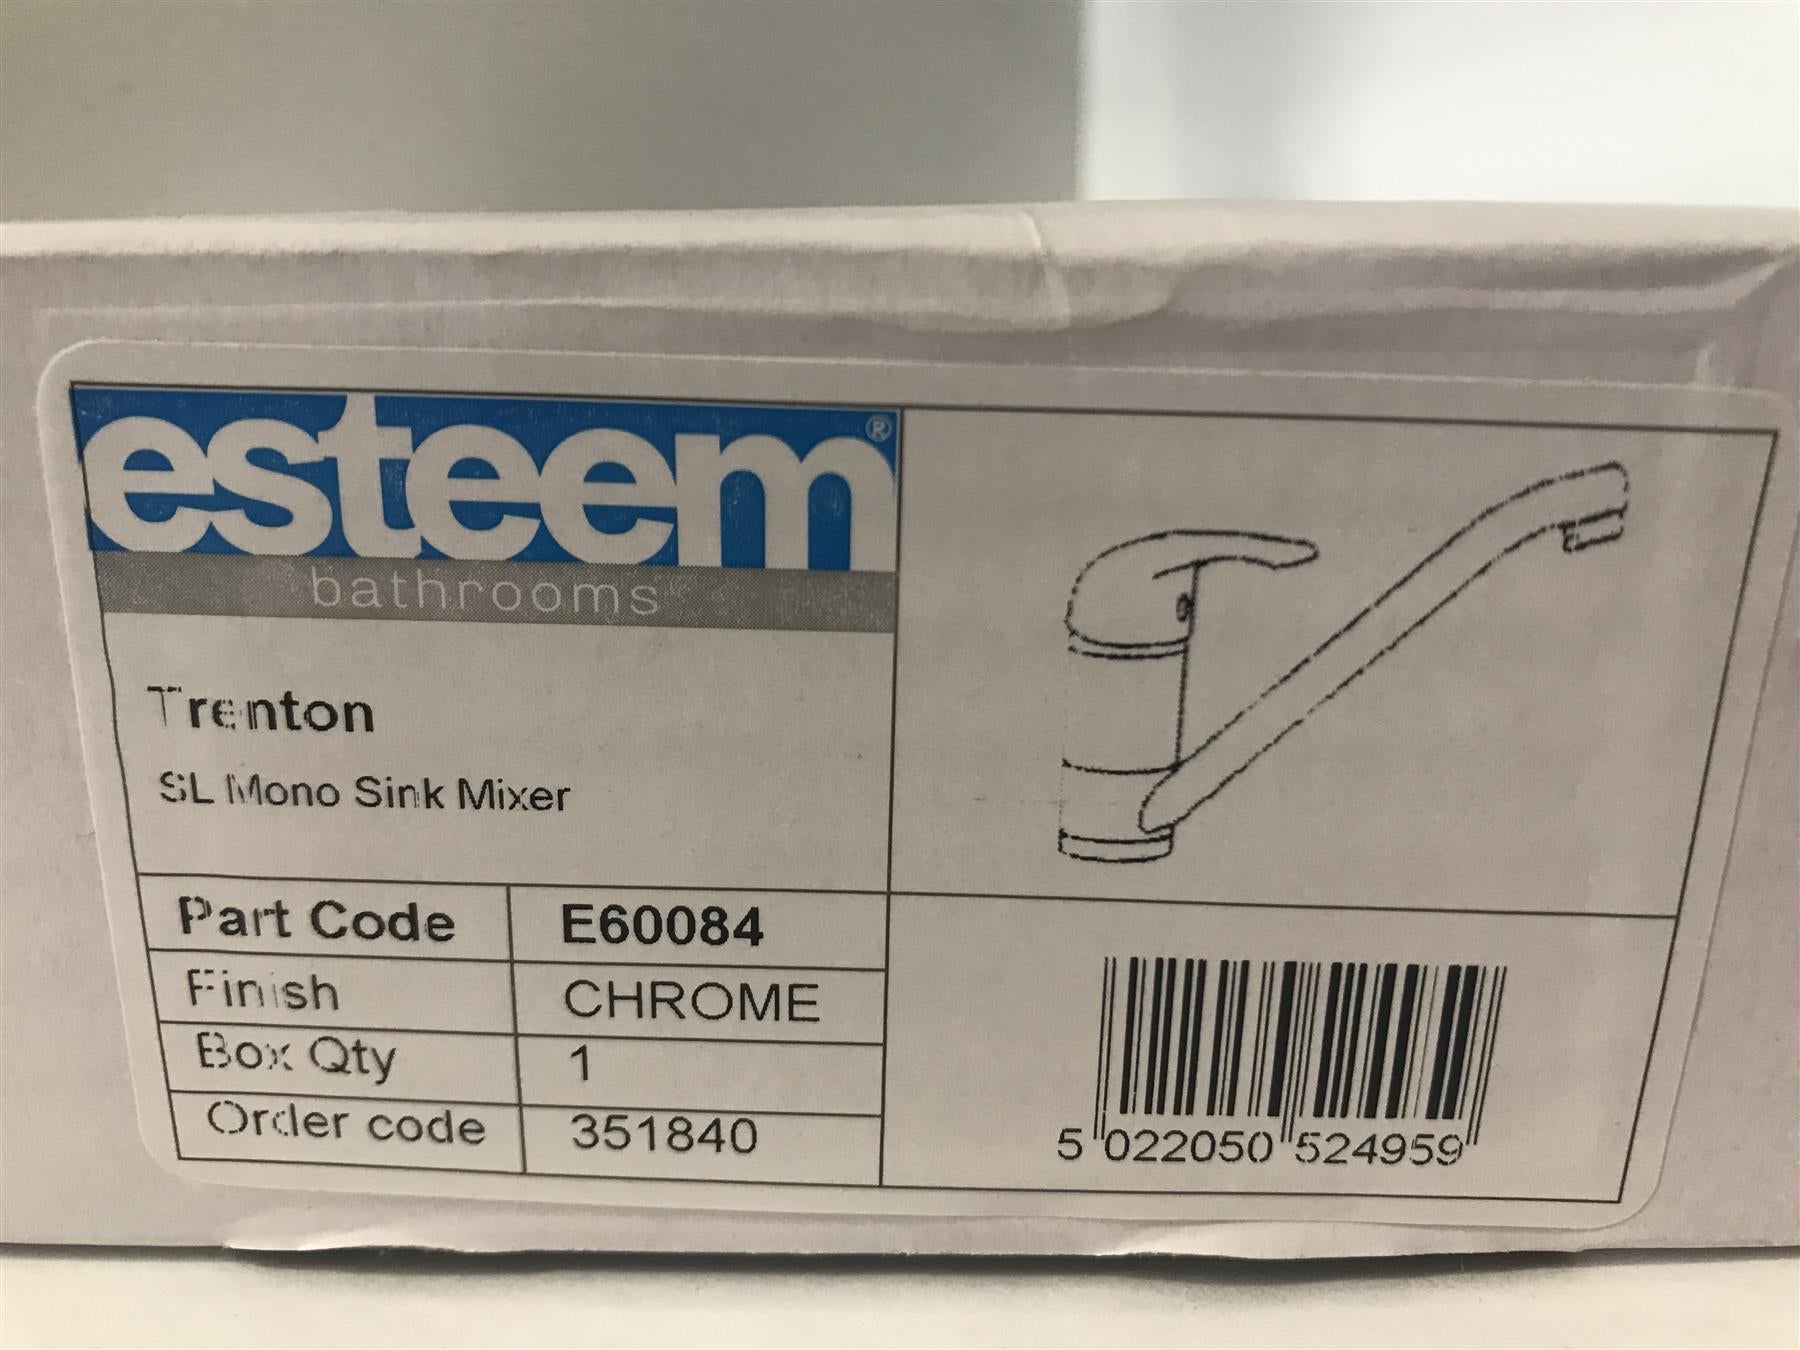 esteem®
bathrooms
Trenton
SL Mono Sink Mixer
Part Code E60084
Finish CHROME
Box Qty 1
Order code 351840
5 022050 524959